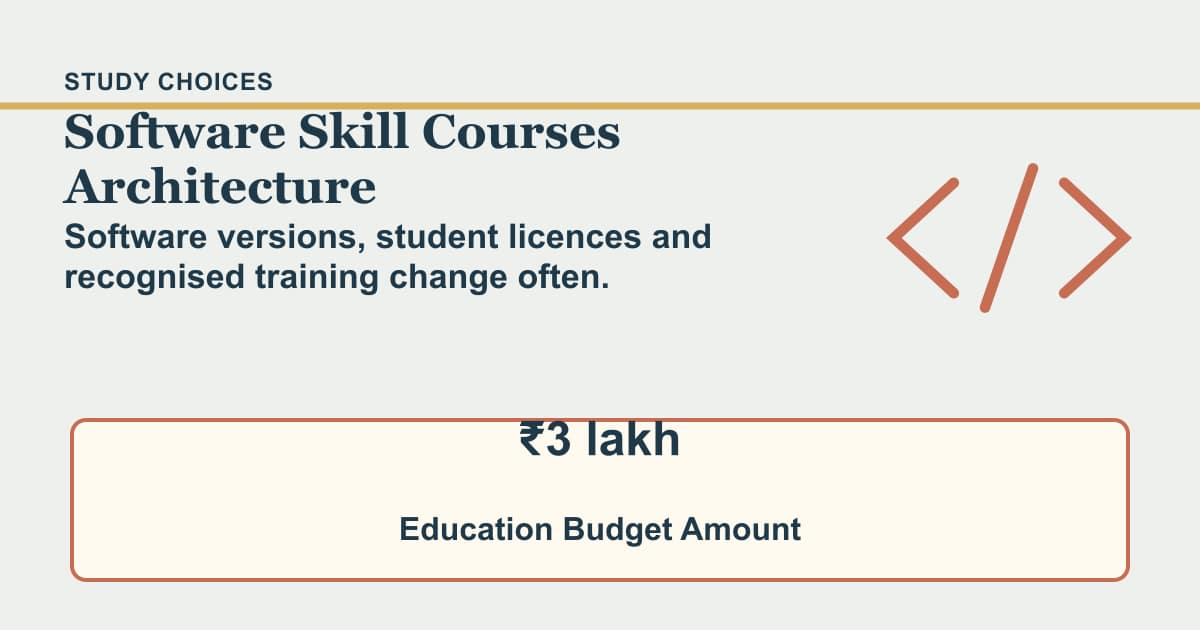 STUDY CHOICES
Software Skill Courses
Architecture
Software versions, student licences and
recognised training change often.
₹3 lakh
Education Budget Amount